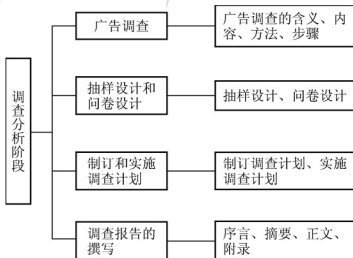 调查分析阶段
广告调查
广告调查的含义、内
容、方法、步骤
抽样设计和
问卷设计
抽样设计、问卷设计
制订和实施
调查计划
制订调查计划、实施
调查计划
调查报告的
撰写
序言、摘要、正文、
附录